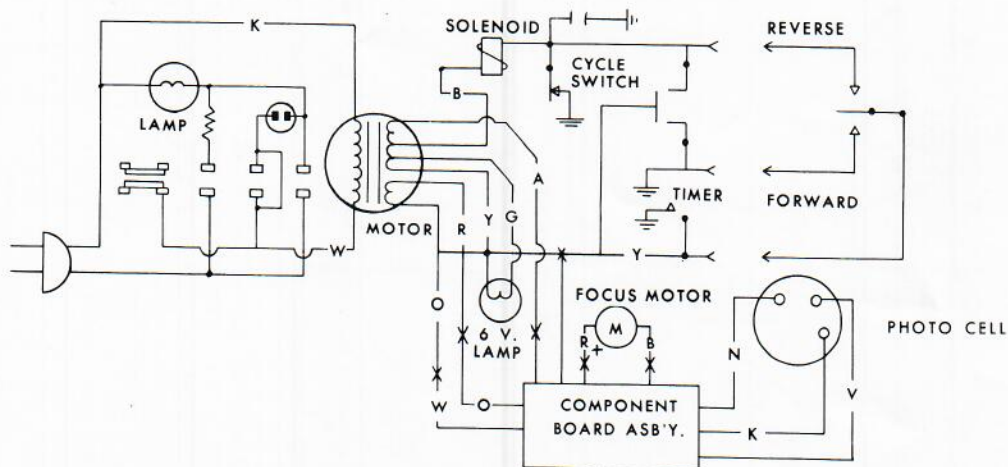 K
SOLENOID
REVERSE
CYCLE
SWITCH
B
LAMP
A
TIMER
FORWARD
MOTOR
R
Y
G
W
Y
O
FOCUS MOTOR
PHOTO CELL
6 V.
LAMP
R
+
M
B
N
V
W
O
COMPONENT
BOARD ASB'Y.
K